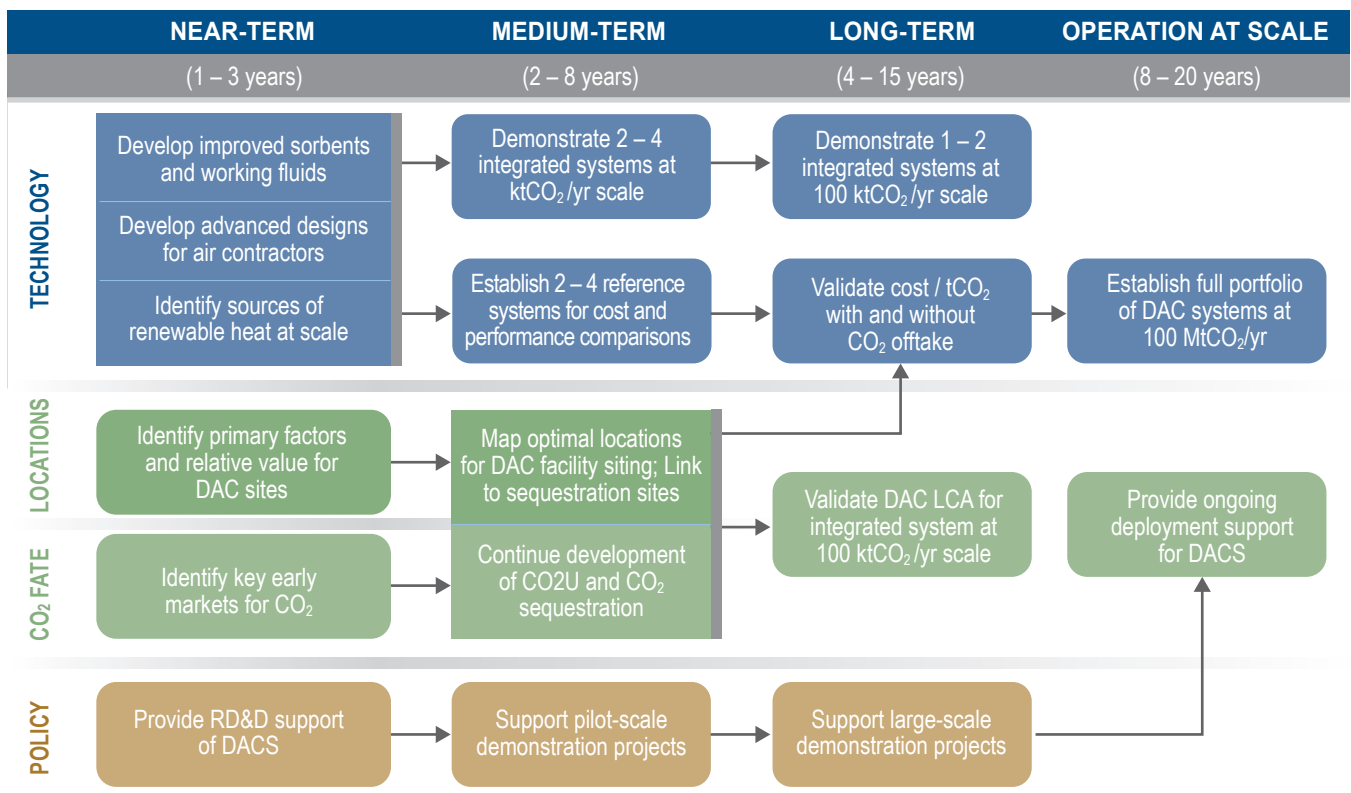 NEAR-TERM
MEDIUM-TERM
LONG-TERM
OPERATION AT SCALE
(1 – 3 years)
(2 – 8 years)
(4 – 15 years)
(8 – 20 years)
TECHNOLOGY
Develop improved sorbents
and working fluids
Develop advanced designs
for air contractors
Identify sources of
renewable heat at scale
Demonstrate 2 – 4
integrated systems at
ktCO₂/yr scale
Demonstrate 1 – 2
integrated systems at
100 ktCO₂/yr scale
Establish 2 – 4 reference
systems for cost and
performance comparisons
Validate cost / tCO₂
with and without
CO₂ offtake
Establish full portfolio
of DAC systems at
100 MtCO₂/yr
LOCATIONS
Identify primary factors
and relative value for
DAC sites
Map optimal locations
for DAC facility siting; Link
to sequestration sites
CO₂ FATE
Identify key early
markets for CO₂
Continue development
of CO2U and CO₂
sequestration
Validate DAC LCA for
integrated system at
100 ktCO₂/yr scale
Provide ongoing
deployment support
for DACS
POLICY
Provide RD&D support
of DACS
Support pilot-scale
demonstration projects
Support large-scale
demonstration projects